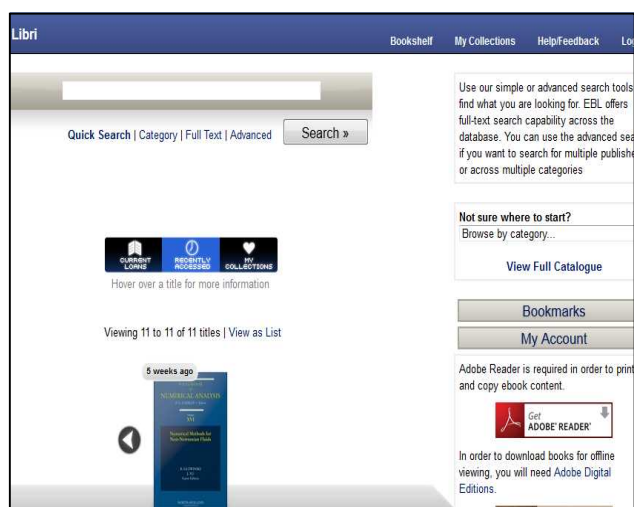 Libri
Bookshelf My Collections Help/Feedback
Quick Search | Category | Full Text | Advanced Search »
CURRENT LOANS
RECENTLY ACCESSED
MY COLLECTIONS
Hover over a title for more information
Viewing 11 to 11 of 11 titles | View as List
5 weeks ago
NUMERICAL ANALYSIS
Numerical Methods for
Non-Newtonian Fluids
Use our simple or advanced search tools
find what you are looking for. EBL offers
full-text search capability across the
database. You can use the advanced sea
if you want to search for multiple publishe
or across multiple categories
Not sure where to start?
Browse by category...
View Full Catalogue
Bookmarks
My Account
Adobe Reader is required in order to print
and copy ebook content.
Get
ADOBE® READER®
In order to download books for offline
viewing, you will need Adobe Digital
Editions.